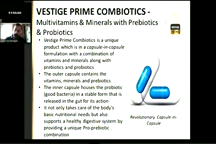 VESTIGE PRIME COMBIOTICS -
Multivitamins & Minerals with Prebiotics
& Probiotics
• Vestige Prime Combiotics is a unique
product which is in a capsule-in-capsule
formulation with a combination of
vitamins and minerals along with
prebiotics and probiotics
• The outer capsule contains the
vitamins, minerals and prebiotics
• The inner capsule houses the probiotic
(good bacteria) in a stable form that is
released in the gut for its action
• It not only takes care of the body's
basic nutritional need but also supports
a healthy digestive system by
providing a unique Pro-prebiotic
combination
Revolutionary Capsule in
Capsule